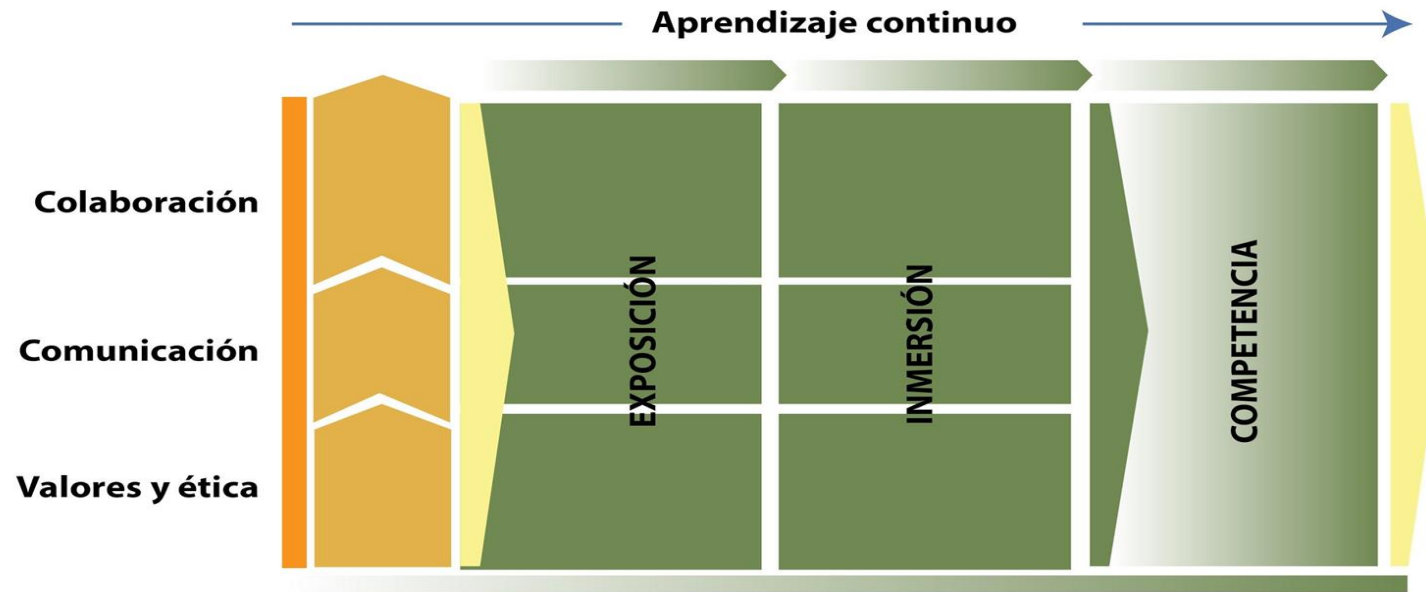 Aprendizaje continuo
Colaboración
Comunicación
Valores y ética
EXPOSICIÓN
INMERSIÓN
COMPETENCIA